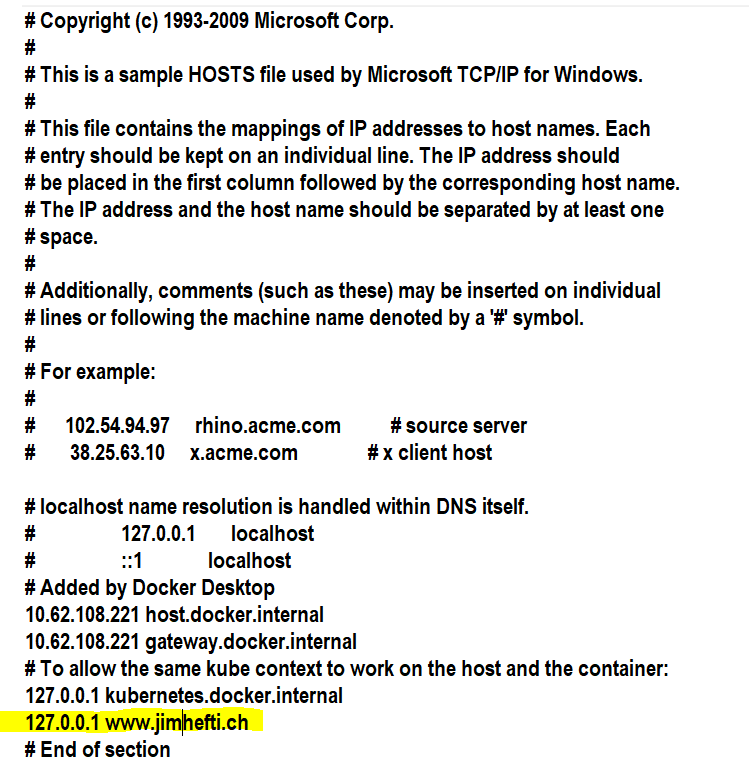 # Copyright (c) 1993-2009 Microsoft Corp.
#
# This is a sample HOSTS file used by Microsoft TCP/IP for Windows.
#
# This file contains the mappings of IP addresses to host names. Each
# entry should be kept on an individual line. The IP address should
# be placed in the first column followed by the corresponding host name.
# The IP address and the host name should be separated by at least one
# space.
#
# Additionally, comments (such as these) may be inserted on individual
# lines or following the machine name denoted by a '#' symbol.
#
# For example:
#
# 102.54.94.97 rhino.acme.com # source server
# 38.25.63.10 x.acme.com # x client host
# localhost name resolution is handled within DNS itself.
# 127.0.0.1 localhost
# ::1 localhost
# Added by Docker Desktop
10.62.108.221 host.docker.internal
10.62.108.221 gateway.docker.internal
# To allow the same kube context to work on the host and the container:
127.0.0.1 kubernetes.docker.internal
127.0.0.1 www.jimhefti.ch
# End of section